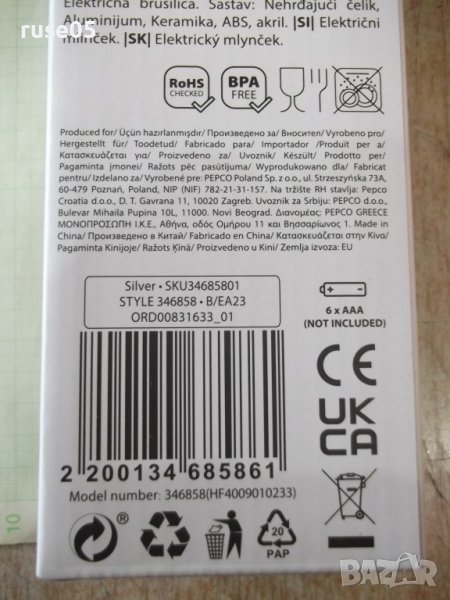 Električna brusilica. Sastav: Nehrđajući čelik,
Aluminijum, Keramika, ABS, akril. |SI| Električni
mlinček. |SK| Elektrický mlynček.
ruse05
RoHS
CHECKED
BPA
FREE
Produced for/ Üçün hazırlanmışdır/ Произведено за/ Вносител/ Vyrobeno pro/
Hergestellt für/ Toodetud/ Fabricado para/ Importador /Produit per a/
Κατασκευάζεται για/ Proizvedeno za/ Uvoznik/ Készült/ Prodotto per/
Pagaminta įmonei/ Ražots pēc pasūtījuma/ Wyprodukowano dla/ Fabricat
pentru/ Izdelano za/ Vyrobené pre: PEPCO Poland Sp. z o.o., ul. Strzeszyńska 73A,
60-479 Poznań, Poland, NIP (NIF) 782-21-31-157. Na tržište RH stavlja: Pepco
Croatia d.o.o., D. T. Gavrana 11, 10020 Zagreb. Uvoznik za Srbiju: PEPCO d.o.o.,
Bulevar Mihaila Pupina 10L, 11000. Novi Beograd. Διανομέας: PEPCO GREECE
ΜΟΝΟΠΡΟΣΩΠΗ Ι.Κ.Ε., Αθήνα, οδός Ομήρου 11 και Βησσαρίωνος 1. Made in
China/ Произведено в Китай/ Fabricado en China/ Κατασκευάζεται στην Κίνα/
Pagaminta Kinijoje/ Ražots Ķīnā/ Proizvedeno u Kini/ Zemlja izvoza: EU
Silver • SKU34685801
STYLE 346858 • B/EA23
ORD00831633_01
6 x AAA
(NOT INCLUDED)
CE
UK
CA
2 200134 685861
Model number: 346858(HF4009010233)
®
20
PAP
10
BAZAR